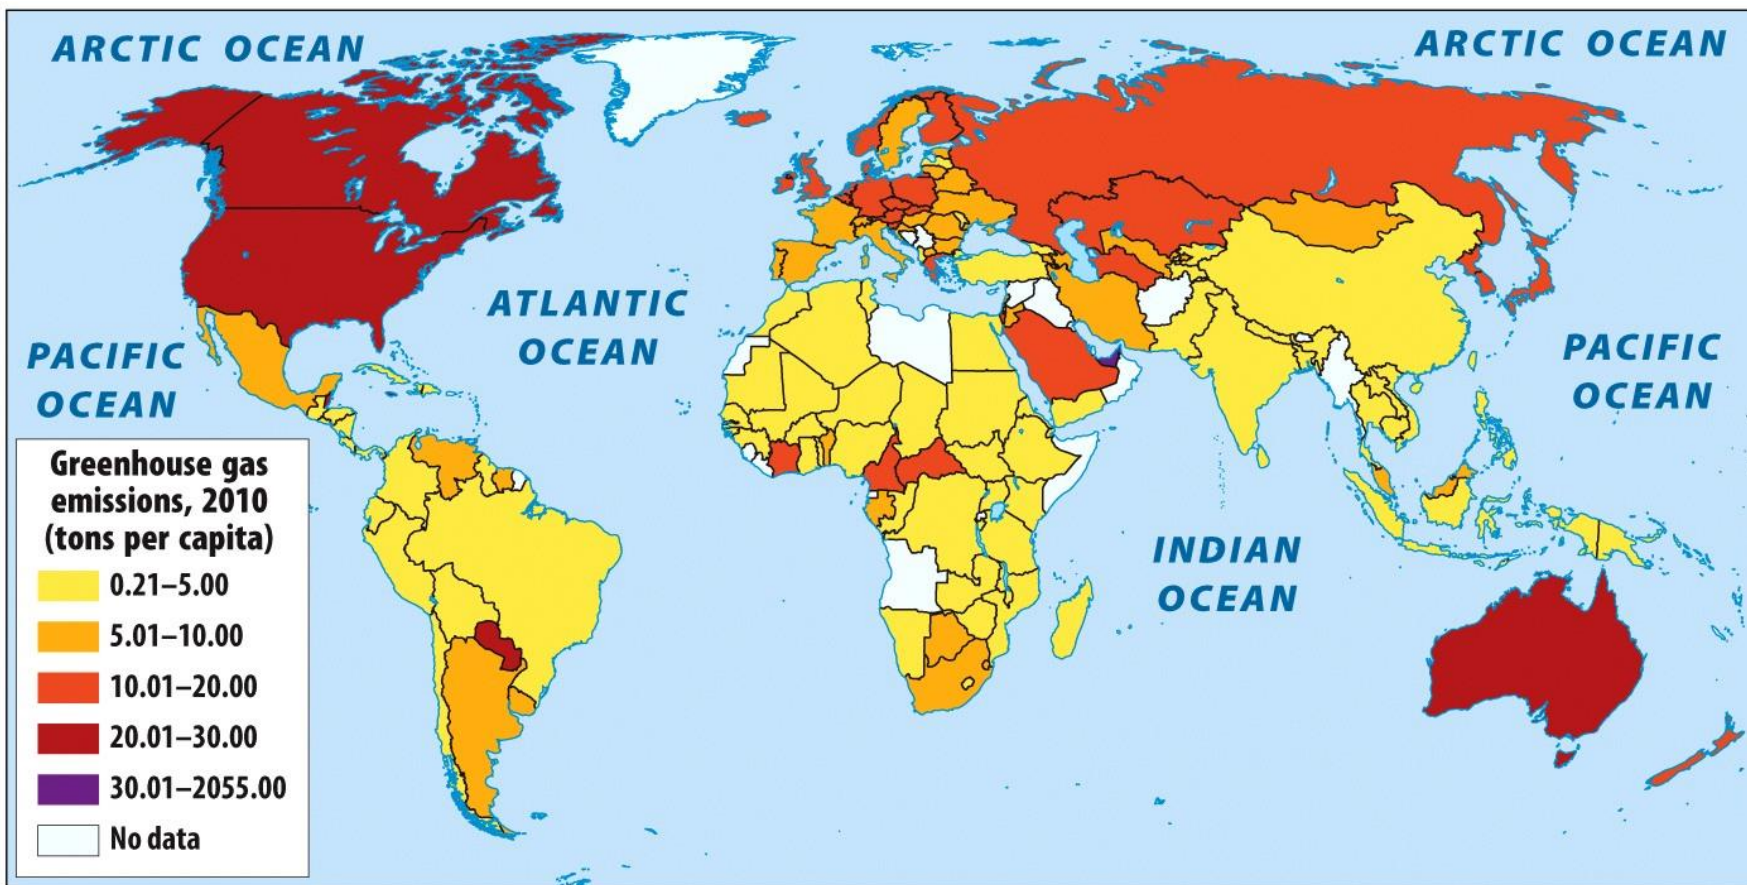 ARCTIC OCEAN
ARCTIC OCEAN
ATLANTIC
OCEAN
PACIFIC
OCEAN
PACIFIC
OCEAN
INDIAN
OCEAN
Greenhouse gas
emissions, 2010
(tons per capita)
0.21–5.00
5.01–10.00
10.01–20.00
20.01–30.00
30.01–2055.00
No data